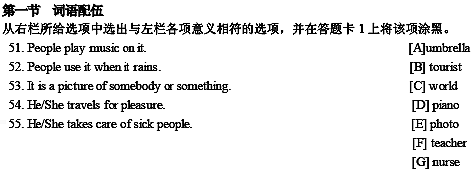 第一节 词语配伍
从右栏所给选项中选出与左栏各项意义相符的选项，并在答题卡 1 上将该项涂黑。
51. People play music on it. [A]umbrella
52. People use it when it rains. [B] tourist
53. It is a picture of somebody or something. [C] world
54. He/She travels for pleasure. [D] piano
55. He/She takes care of sick people. [E] photo
[F] teacher
[G] nurse